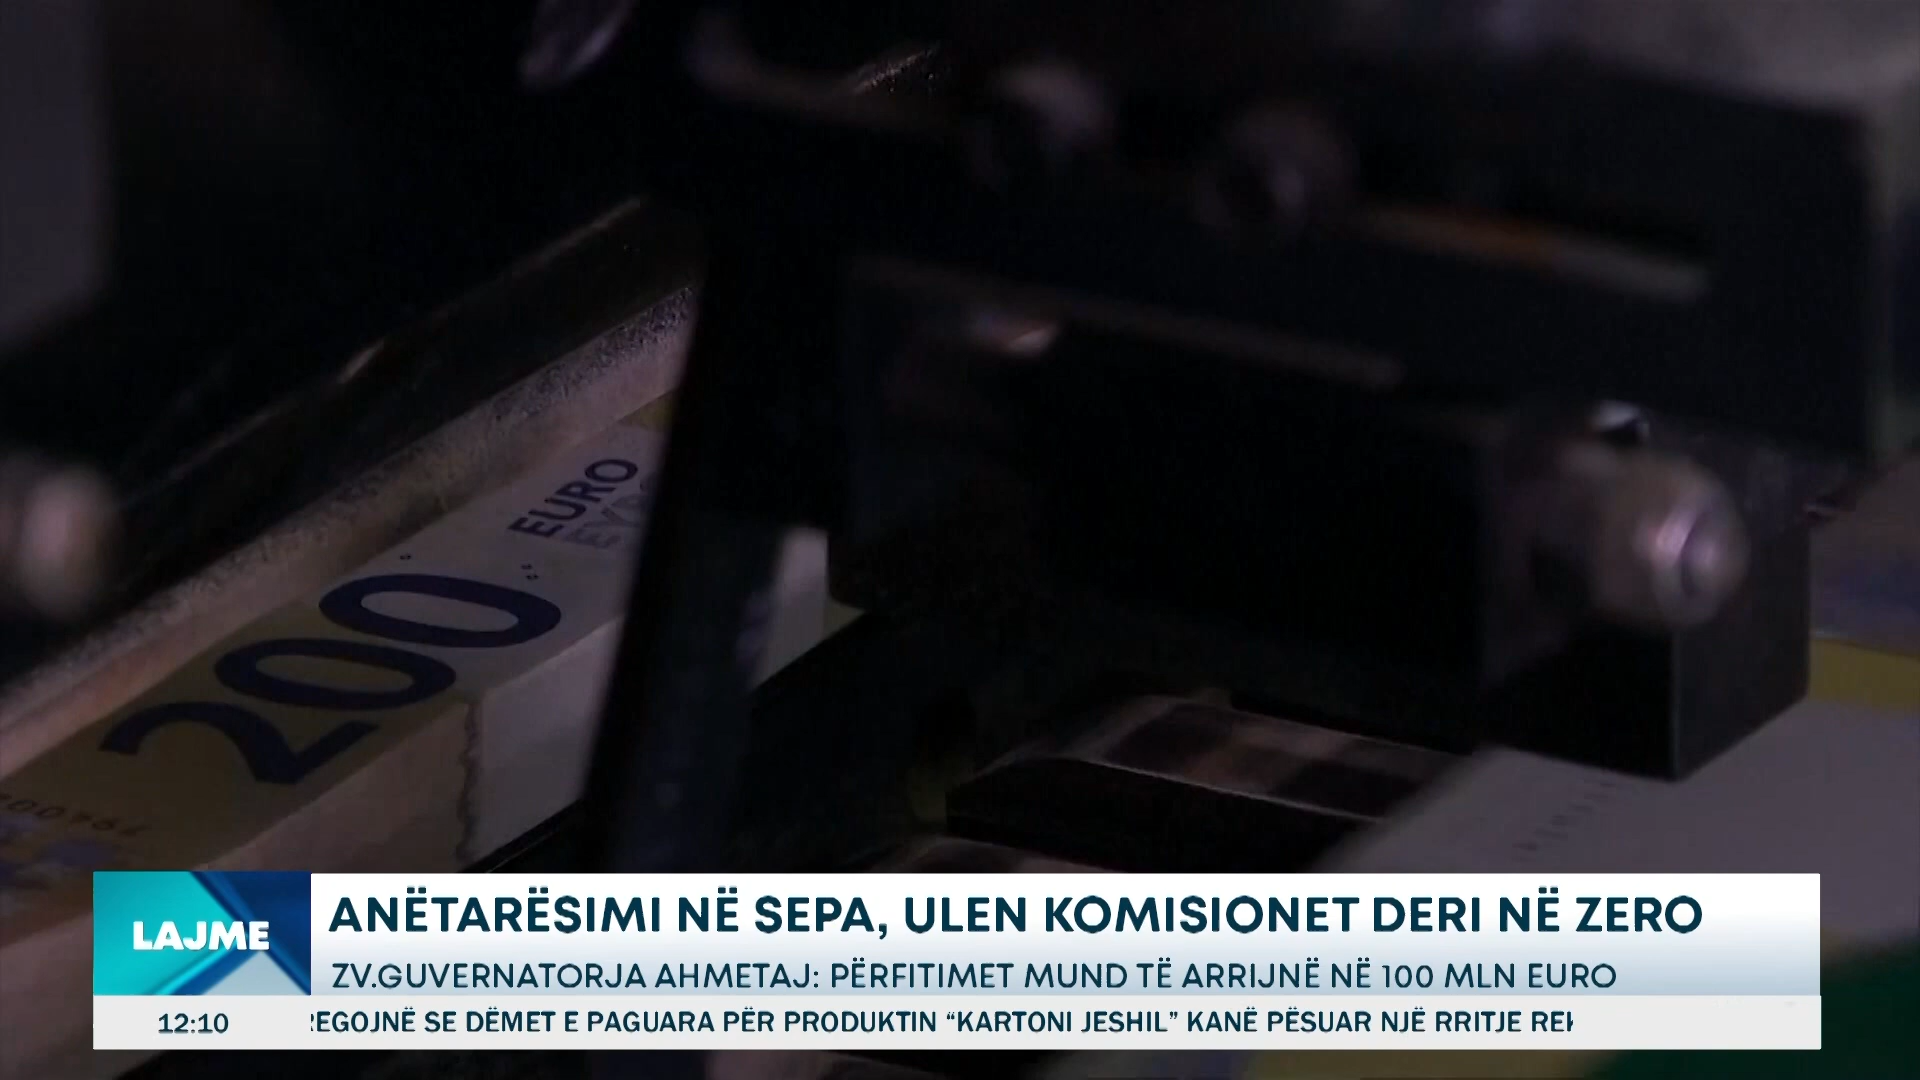 EURO
200
LAJME
ANËTARËSIMI NË SEPA, ULEN KOMISIONET DERI NË ZERO
ZV.GUVERNATORJA AHMETAJ: PËRFITIMET MUND TË ARRIJNË NË 100 MLN EURO
12:10
SE DËMET E PAGUARA PËR PRODUKTIN “KARTONI JESHIL” KANË PËSUAR NJË RRITJE